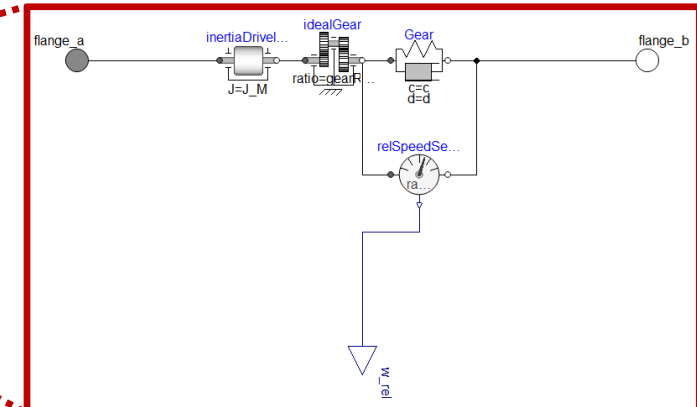 idealGear
flange_a
inertiaDrivel...
Gear
flange_b
ratio=gearR...
J=J_M
c=c
d=d
relSpeedSe...
ra...
w_rel